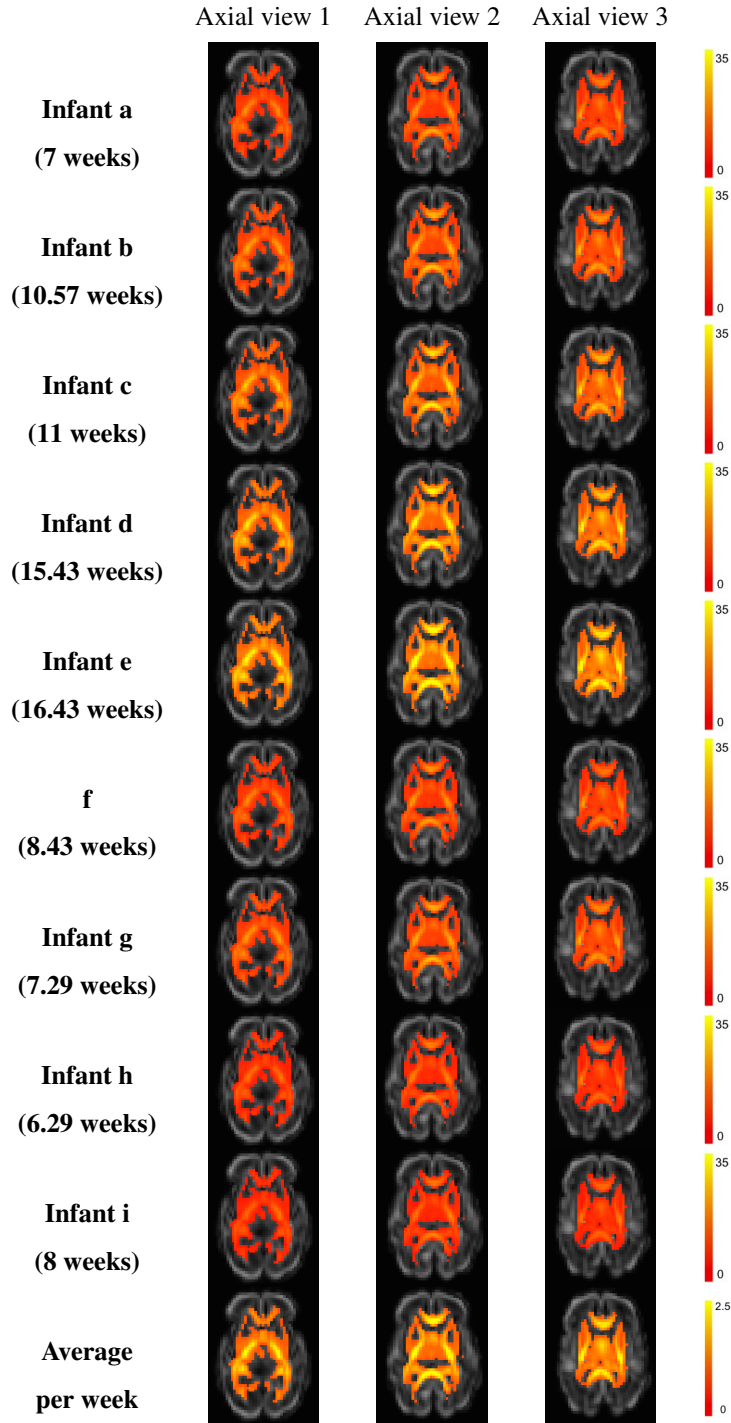 Axial view 1 Axial view 2 Axial view 3
35
Infant a
(7 weeks)
0
35
Infant b
(10.57 weeks)
0
35
Infant c
(11 weeks)
0
35
Infant d
(15.43 weeks)
0
35
Infant e
(16.43 weeks)
0
35
f
(8.43 weeks)
0
35
Infant g
(7.29 weeks)
0
35
Infant h
(6.29 weeks)
0
35
Infant i
(8 weeks)
0
2.5
Average
per week
0